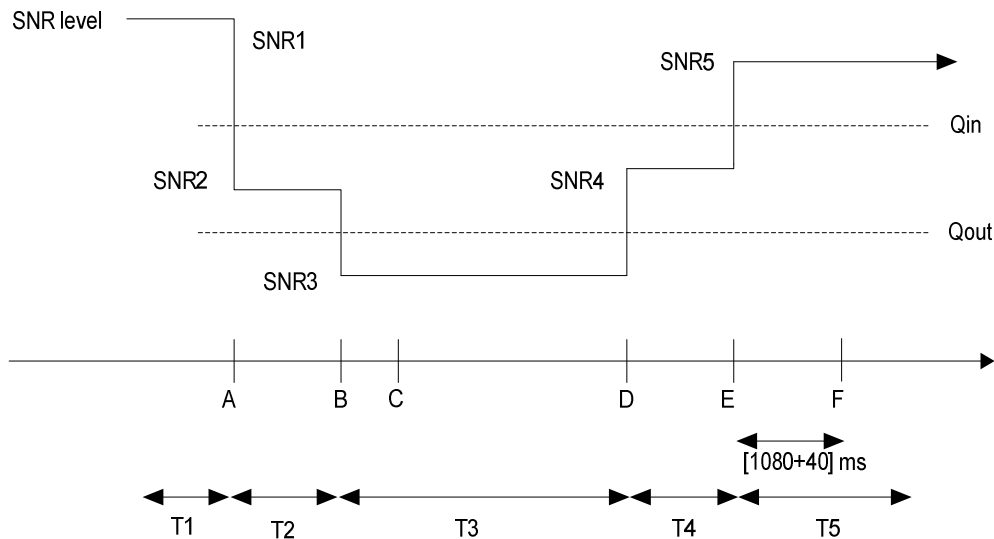 SNR level
SNR1
SNR5
Qin
SNR2
SNR4
Qout
SNR3
A B C D E F
[1080+40] ms
T1 T2 T3 T4 T5